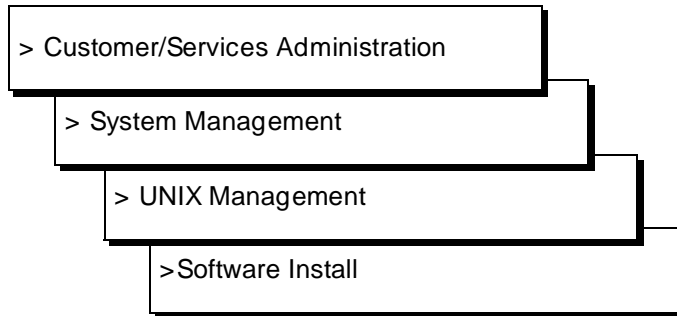 > Customer/Services Administration
> System Management
> UNIX Management
>Software Install